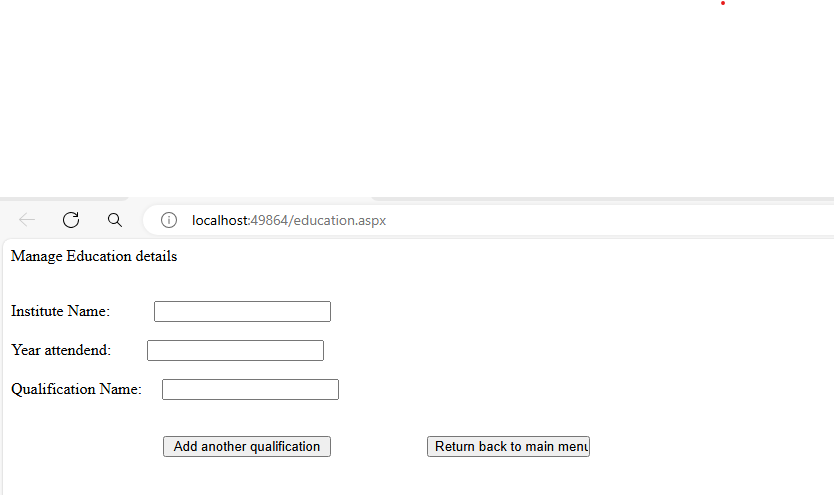 localhost:49864/education.aspx
Manage Education details
Institute Name:
Year attendend:
Qualification Name:
Add another qualification Return back to main menu